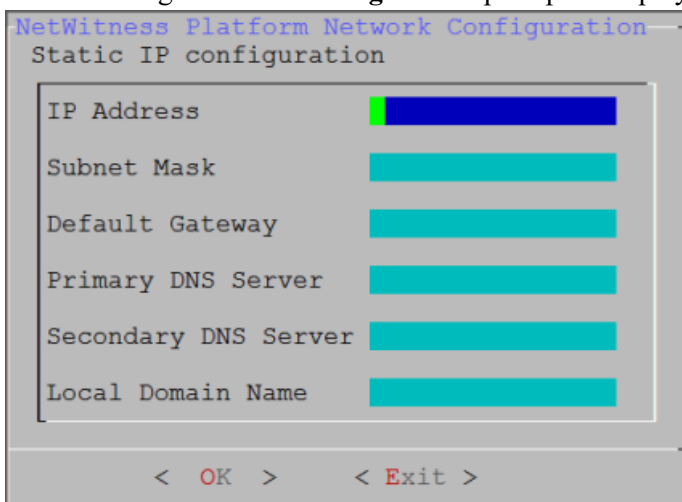 NetWitness Platform Network Configuration
Static IP configuration
IP Address
Subnet Mask
Default Gateway
Primary DNS Server
Secondary DNS Server
Local Domain Name
< OK > < Exit >